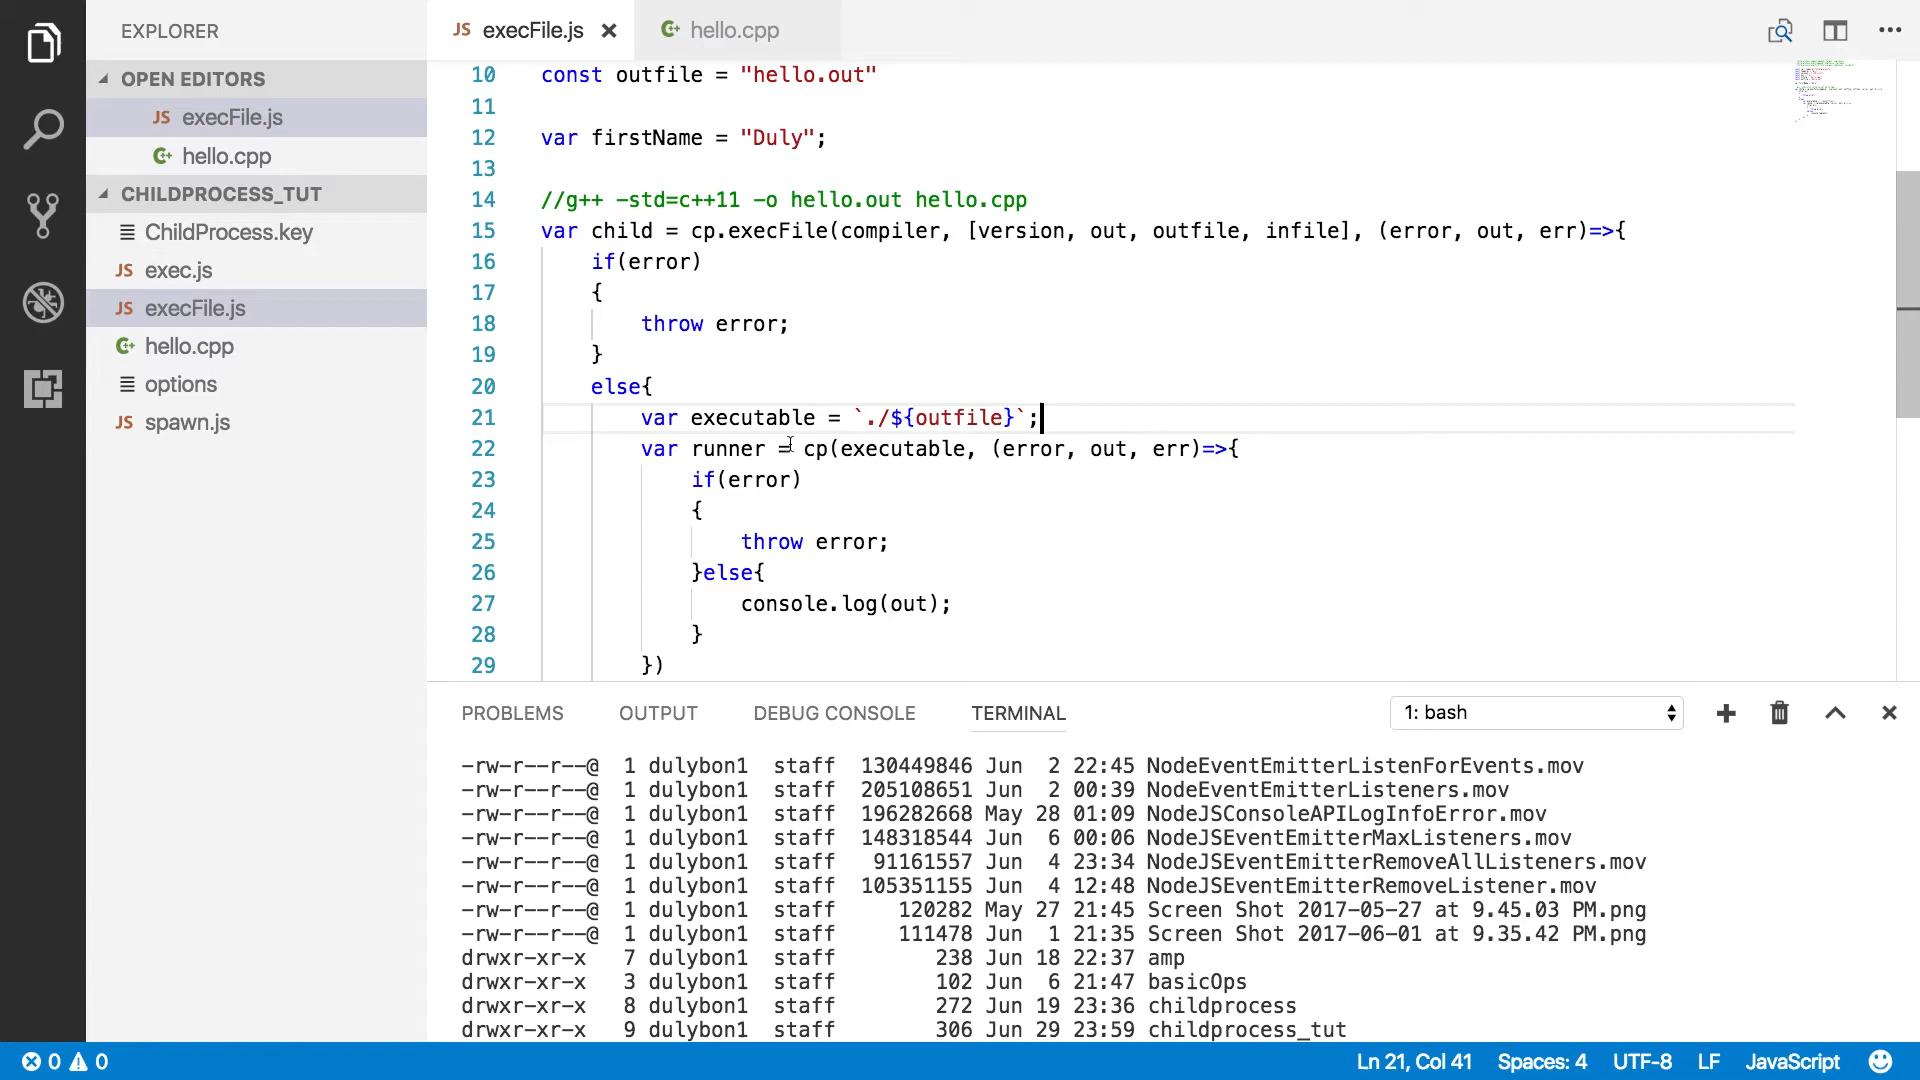 EXPLORER
OPEN EDITORS
JS execFile.js
hello.cpp
CHILDPROCESS_TUT
ChildProcess.key
JS exec.js
JS execFile.js
hello.cpp
options
JS spawn.js
JS execFile.js
hello.cpp
10 const outfile = "hello.out"
11
12 var firstName = "Duly";
13
14 //g++ -std=c++11 -o hello.out hello.cpp
15 var child = cp.execFile(compiler, [version, out, outfile, infile], (error, out, err)=>{
16 if(error)
17 {
18 throw error;
19 }
20 else{
21 var executable = `./${outfile}`;
22 var runner = cp(executable, (error, out, err)=>{
23 if(error)
24 {
25 throw error;
26 }else{
27 console.log(out);
28 }
29 })
PROBLEMS OUTPUT DEBUG CONSOLE TERMINAL 1: bash
-rw-r--r--@ 1 dulybon1 staff 130449846 Jun 2 22:45 NodeEventEmitterListenForEvents.mov
-rw-r--r--@ 1 dulybon1 staff 205108651 Jun 2 00:39 NodeEventEmitterListeners.mov
-rw-r--r--@ 1 dulybon1 staff 196282668 May 28 01:09 NodeJSConsoleAPILogInfoError.mov
-rw-r--r--@ 1 dulybon1 staff 148318544 Jun 6 00:06 NodeJSEventEmitterMaxListeners.mov
-rw-r--r--@ 1 dulybon1 staff 91161557 Jun 4 23:34 NodeJSEventEmitterRemoveAllListeners.mov
-rw-r--r--@ 1 dulybon1 staff 105351155 Jun 4 12:48 NodeJSEventEmitterRemoveListener.mov
-rw-r--r--@ 1 dulybon1 staff 120282 May 27 21:45 Screen Shot 2017-05-27 at 9.45.03 PM.png
-rw-r--r--@ 1 dulybon1 staff 111478 Jun 1 21:35 Screen Shot 2017-06-01 at 9.35.42 PM.png
drwxr-xr-x 7 dulybon1 staff 238 Jun 18 22:37 amp
drwxr-xr-x 3 dulybon1 staff 102 Jun 6 21:47 basicOps
drwxr-xr-x 8 dulybon1 staff 272 Jun 19 23:36 childprocess
drwxr-xr-x 9 dulybon1 staff 306 Jun 29 23:59 childprocess_tut
0 0 Ln 21, Col 41 Spaces: 4 UTF-8 LF JavaScript